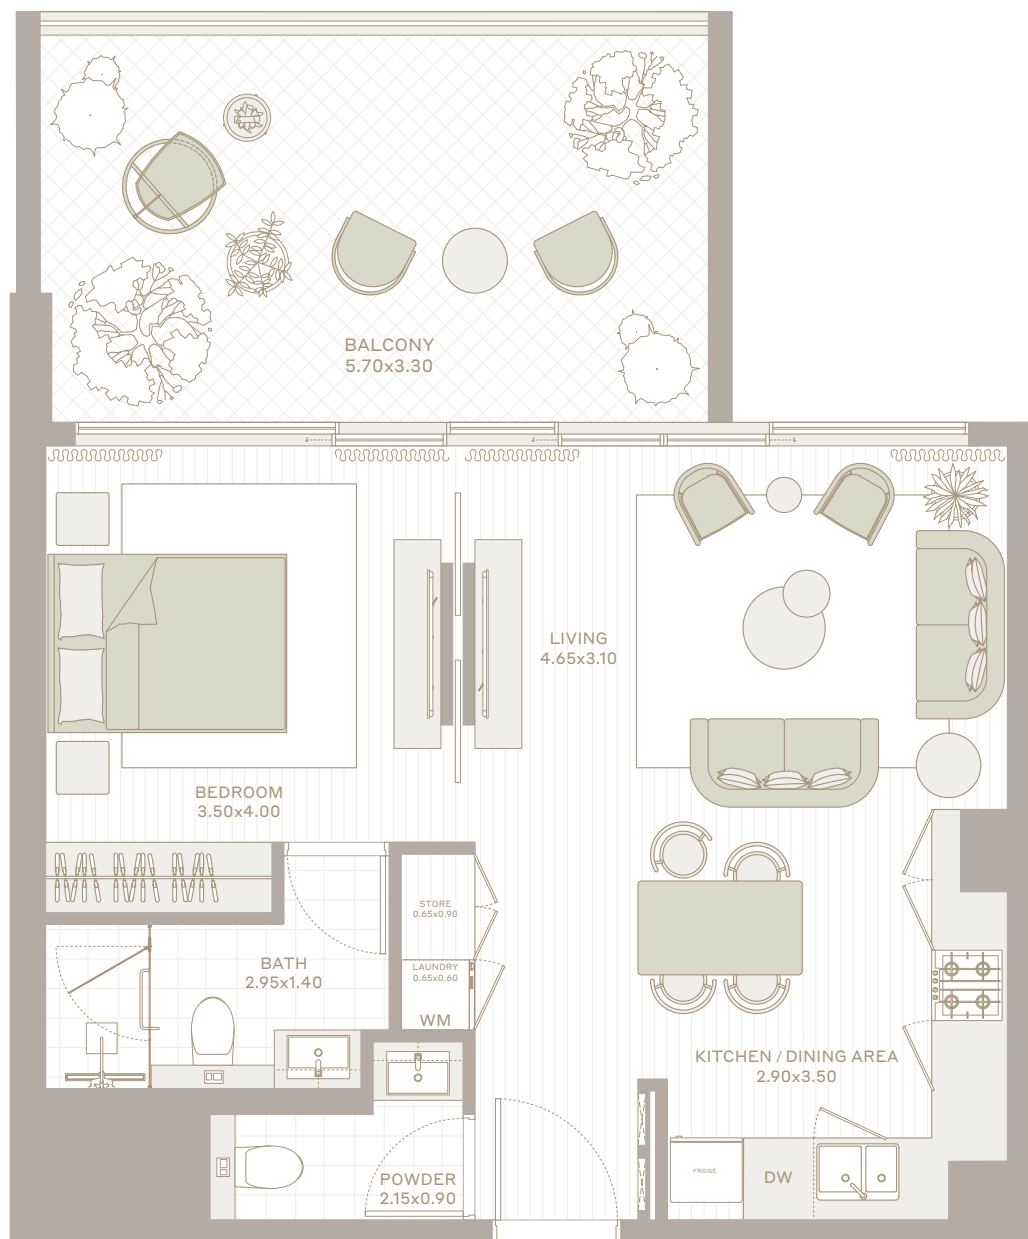 BALCONY
5.70x3.30
LIVING
4.65x3.10
BEDROOM
3.50x4.00
STORE
0.65x0.90
BATH
2.95x1.40
LAUNDRY
0.65x0.60
WM
KITCHEN / DINING AREA
2.90x3.50
POWDER
2.15x0.90
FRIDGE
DW